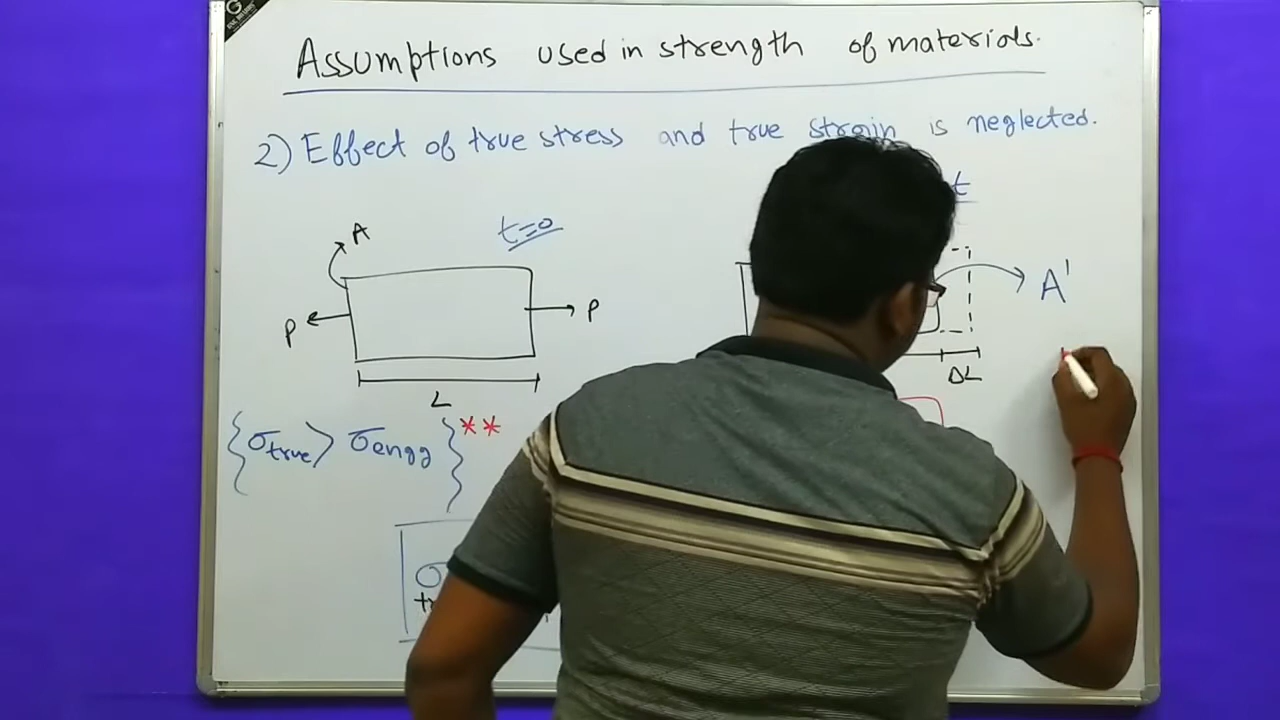 Assumptions used in strength of materials.
2) Effect of true stress and true strain is neglected.
t
A
t=0
A'
P
P
ΔL
L
{σtrue > σengg}**
σ